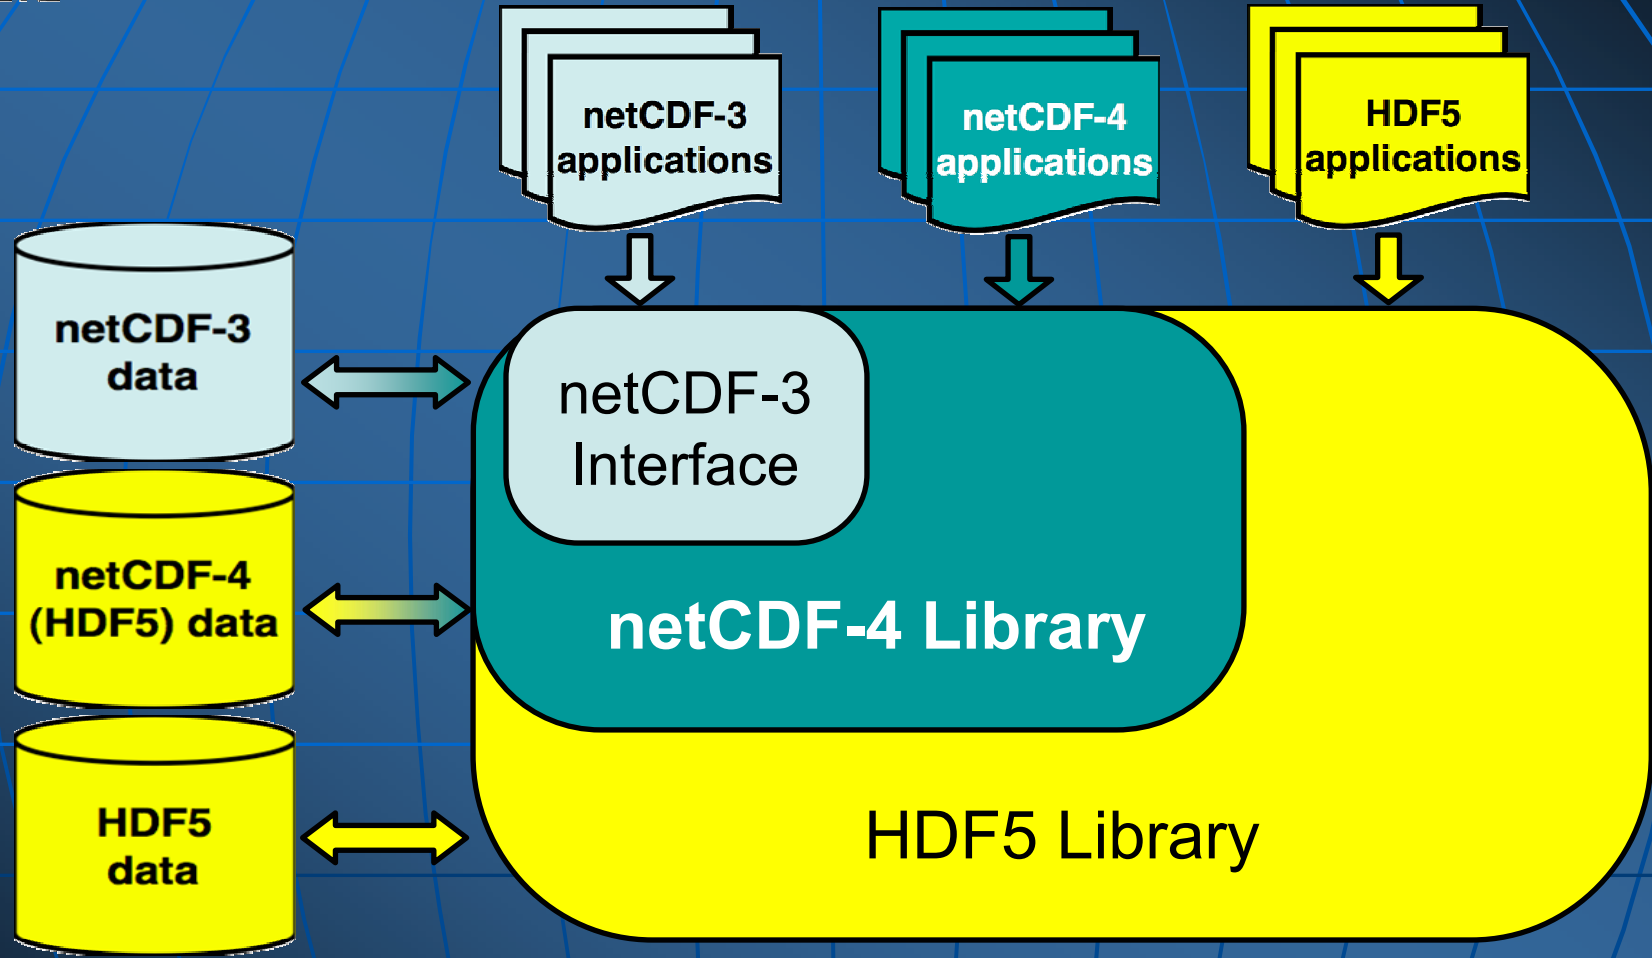 netCDF-3
applications
netCDF-4
applications
HDF5
applications
netCDF-3
data
netCDF-4
(HDF5) data
HDF5
data
netCDF-3
Interface
netCDF-4 Library
HDF5 Library